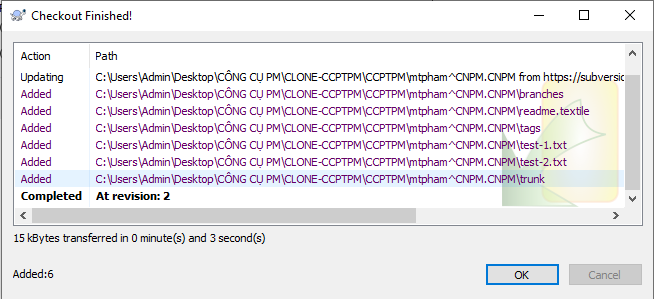 Checkout Finished!
Action Path
Updating C:\Users\Admin\Desktop\CÔNG CỤ PM\CLONE-CCPTPM\CCPTPM\mtpham^CNPM.CNPM from https://subversic
Added C:\Users\Admin\Desktop\CÔNG CỤ PM\CLONE-CCPTPM\CCPTPM\mtpham^CNPM.CNPM\branches
Added C:\Users\Admin\Desktop\CÔNG CỤ PM\CLONE-CCPTPM\CCPTPM\mtpham^CNPM.CNPM\readme.textile
Added C:\Users\Admin\Desktop\CÔNG CỤ PM\CLONE-CCPTPM\CCPTPM\mtpham^CNPM.CNPM\tags
Added C:\Users\Admin\Desktop\CÔNG CỤ PM\CLONE-CCPTPM\CCPTPM\mtpham^CNPM.CNPM\test-1.txt
Added C:\Users\Admin\Desktop\CÔNG CỤ PM\CLONE-CCPTPM\CCPTPM\mtpham^CNPM.CNPM\test-2.txt
Added C:\Users\Admin\Desktop\CÔNG CỤ PM\CLONE-CCPTPM\CCPTPM\mtpham^CNPM.CNPM\trunk
Completed At revision: 2
15 kBytes transferred in 0 minute(s) and 3 second(s)
Added:6
OK
Cancel